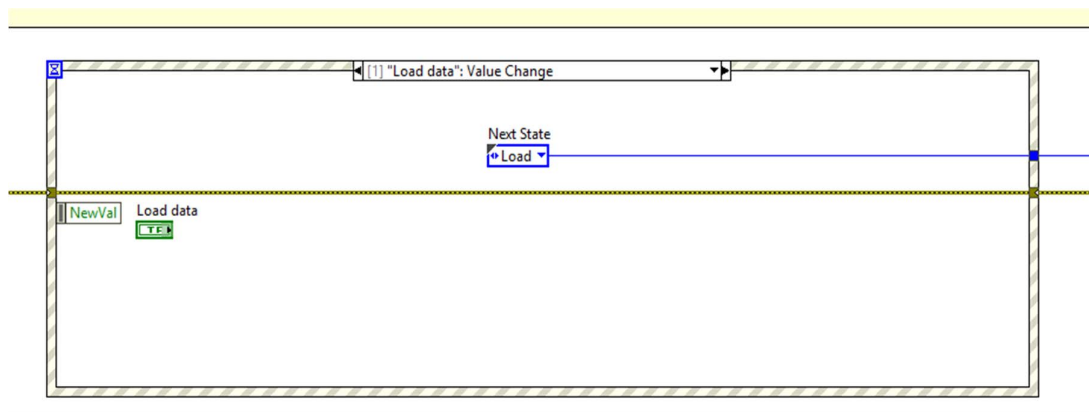 [1] "Load data": Value Change
Next State
Load
NewVal
Load data
TF